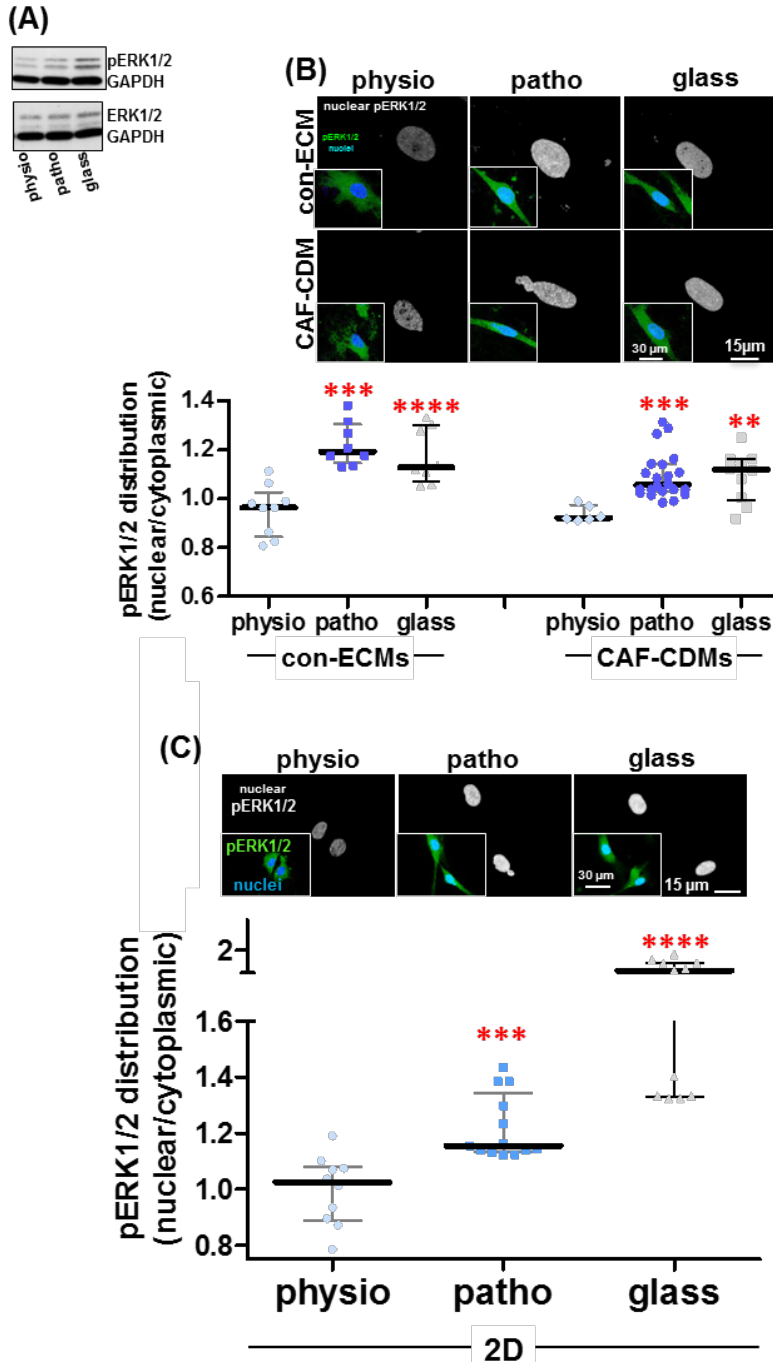 (A)
pERK1/2
GAPDH
ERK1/2
GAPDH
physio
patho
glass
(B)
physio patho glass
con-ECM
nuclear pERK1/2
pERK1/2
nuclei
CAF-CDM
30 µm
15µm
pERK1/2 distribution
(nuclear/cytoplasmic)
1.4
1.2
1.0
0.8
0.6
***
****
***
**
physio patho glass physio patho glass
con-ECMs CAF-CDMs
(C)
physio patho glass
nuclear
pERK1/2
pERK1/2
nuclei
30 µm
15 µm
pERK1/2 distribution
(nuclear/cytoplasmic)
2
1.6
1.4
1.2
1.0
0.8
***
****
physio patho glass
2D